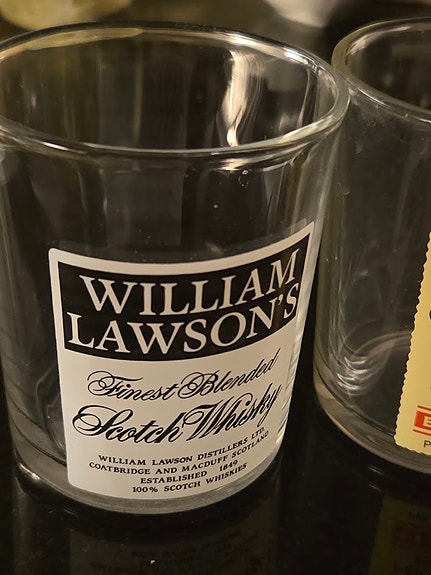 WILLIAM
LAWSON'S
Finest Blended
Scotch Whisky
WILLIAM LAWSON DISTILLERS LTD.
COATBRIDGE AND MACDUFF SCOTLAND
ESTABLISHED 1849
100% SCOTCH WHISKIES